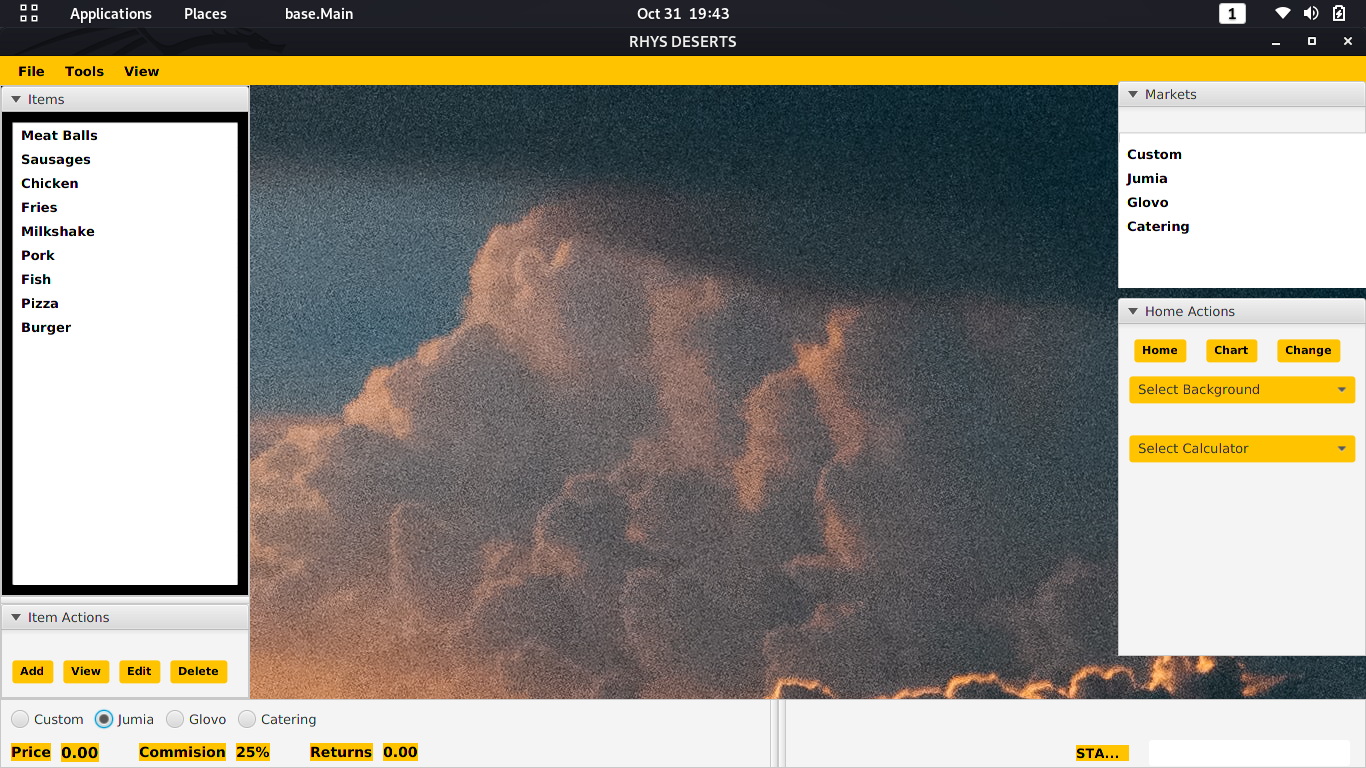 Applications Places base.Main Oct 31 19:43 1
RHYS DESERTS
File Tools View
Items
Meat Balls
Sausages
Chicken
Fries
Milkshake
Pork
Fish
Pizza
Burger
Item Actions
Add View Edit Delete
Markets
Custom
Jumia
Glovo
Catering
Home Actions
Home Chart Change
Select Background
Select Calculator
Custom Jumia Glovo Catering
Price 0.00 Commision 25% Returns 0.00
STA...